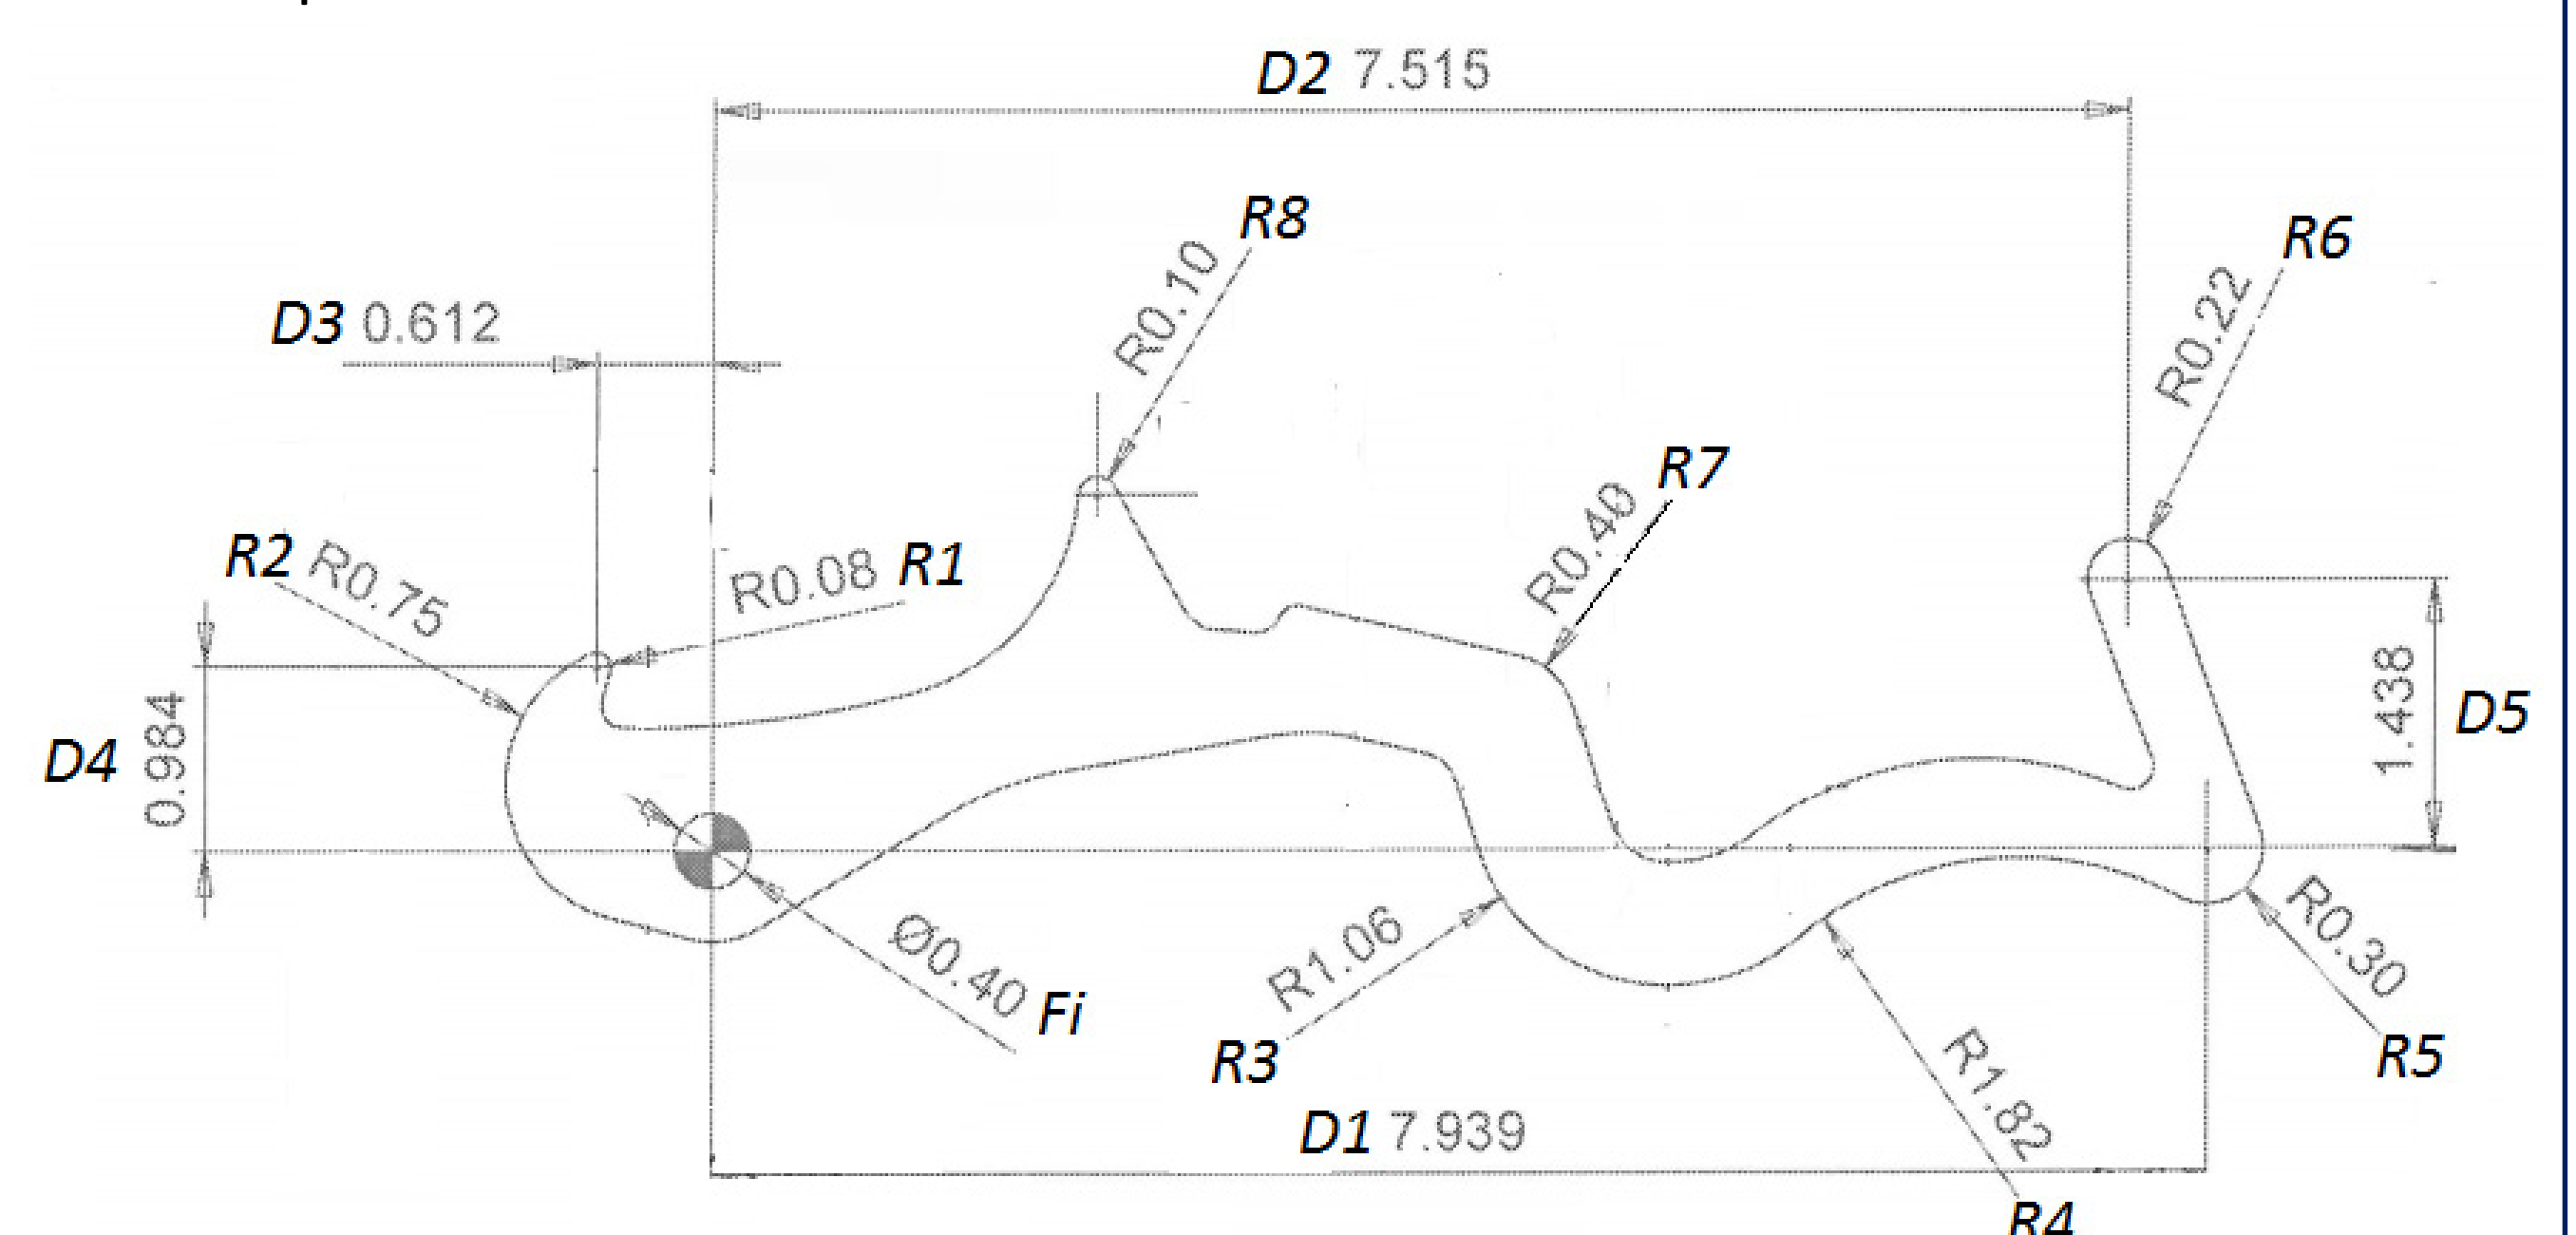 D2 7.515
R8
R6
R0.10
R0.22
D3 0.612
R7
R0.40
R2 R0.75
R0.08 R1
D4 0.984
1.438 D5
Ø0.40 Fi
R1.06
R3
R0.30
R5
R1.82
R4
D1 7.939